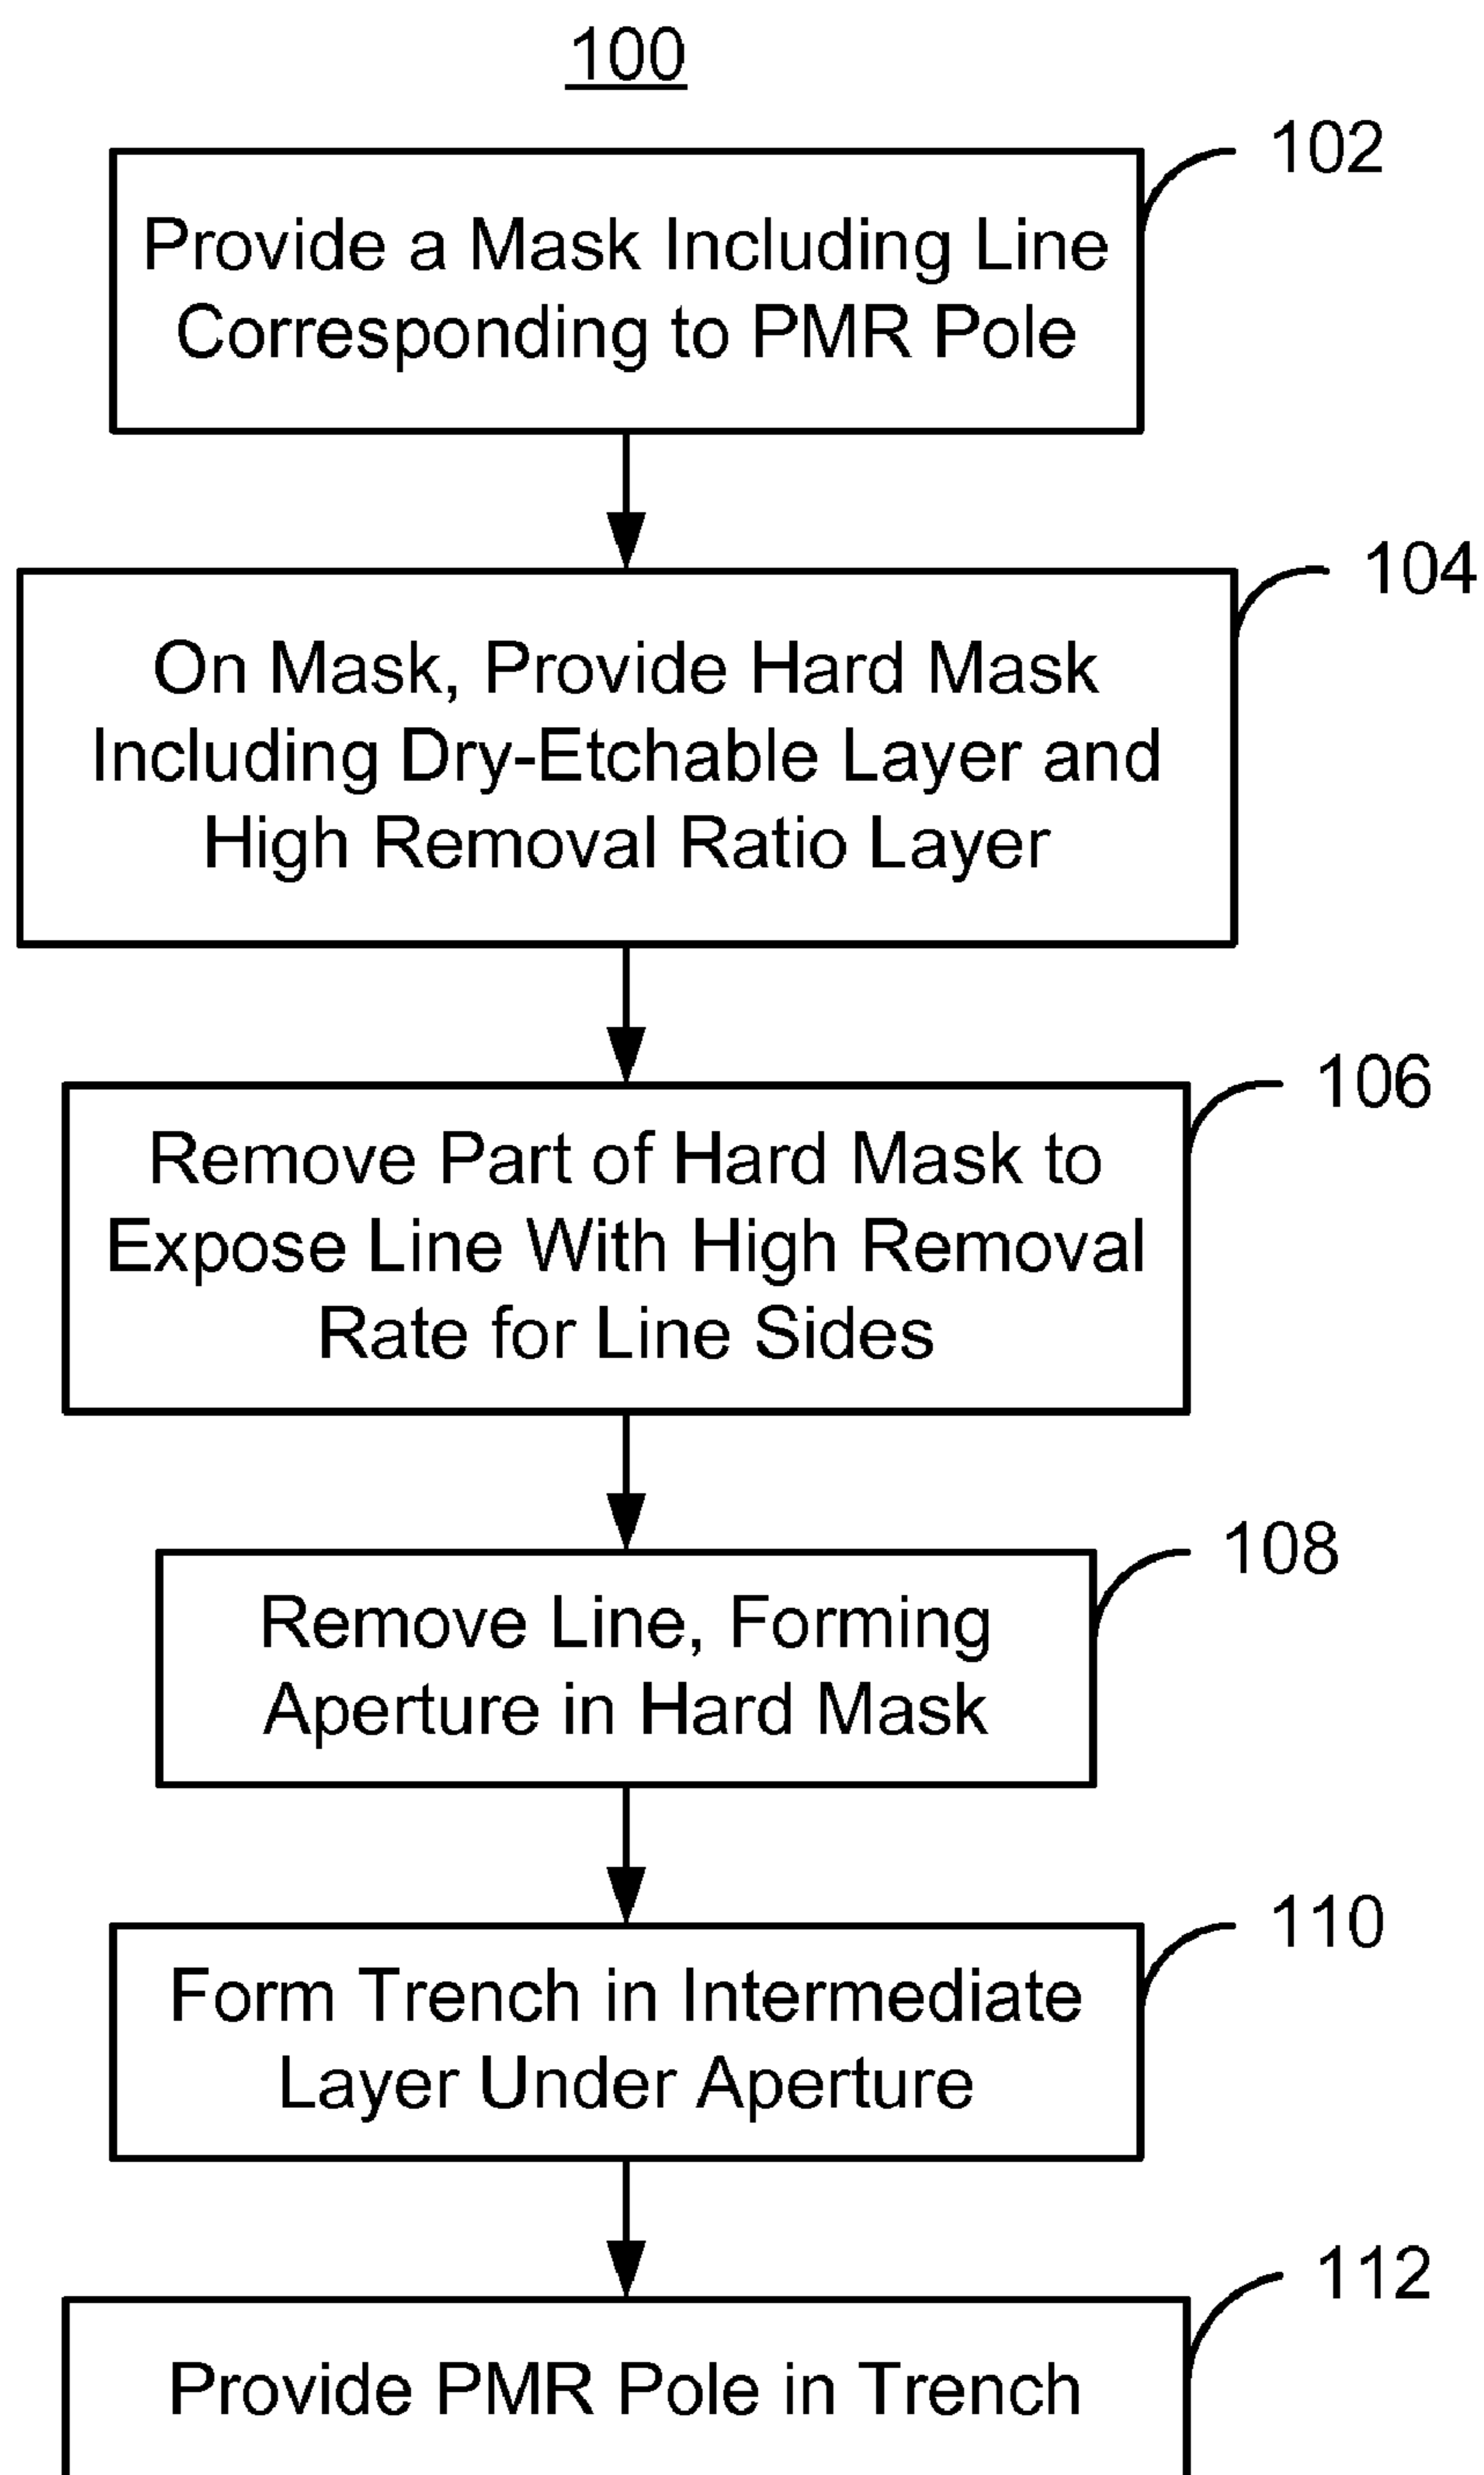 100
102
Provide a Mask Including Line
Corresponding to PMR Pole
104
On Mask, Provide Hard Mask
Including Dry-Etchable Layer and
High Removal Ratio Layer
106
Remove Part of Hard Mask to
Expose Line With High Removal
Rate for Line Sides
108
Remove Line, Forming
Aperture in Hard Mask
110
Form Trench in Intermediate
Layer Under Aperture
112
Provide PMR Pole in Trench